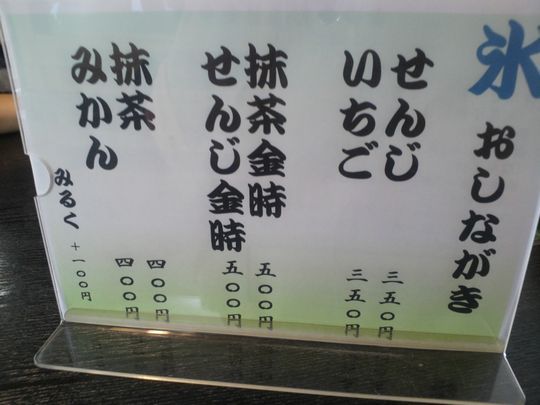 氷 おしながき
せんじ 三五〇円
いちご 三五〇円
抹茶金時 五〇〇円
せんじ金時 五〇〇円
抹茶 四〇〇円
みかん 四〇〇円
みるく +一〇〇円